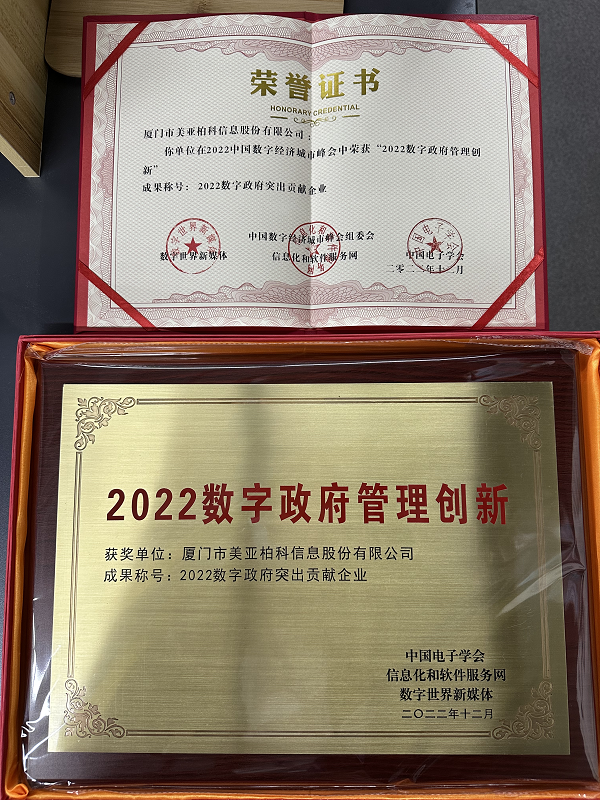 荣誉证书
HONORARY CREDENTIAL
厦门市美亚柏科信息股份有限公司：
你单位在2022中国数字经济城市峰会中荣获“2022数字政府管理创
新”
成果称号：2022数字政府突出贡献企业
中国数字经济城市峰会组委会
数字世界新媒体 信息化和软件服务网 中国电子学会
二零二二年十二月
2022数字政府管理创新
获奖单位：厦门市美亚柏科信息股份有限公司
成果称号：2022数字政府突出贡献企业
中国电子学会
信息化和软件服务网
数字世界新媒体
二〇二二年十二月